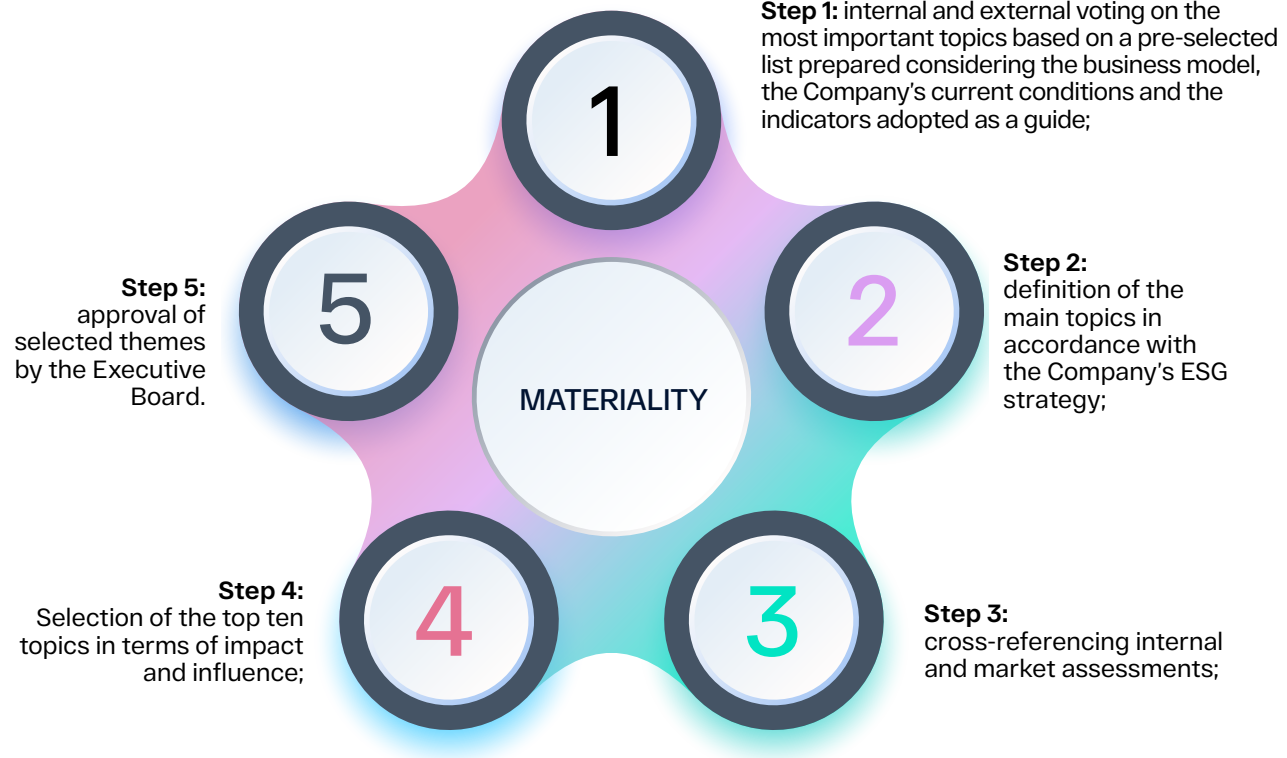 1
Step 1: internal and external voting on the
most important topics based on a pre-selected
list prepared considering the business model,
the Company's current conditions and the
indicators adopted as a guide;
2
Step 2:
definition of the
main topics in
accordance with
the Company's ESG
strategy;
3
Step 3:
cross-referencing internal
and market assessments;
4
Step 4:
Selection of the top ten
topics in terms of impact
and influence;
5
Step 5:
approval of
selected themes
by the Executive
Board.
MATERIALITY